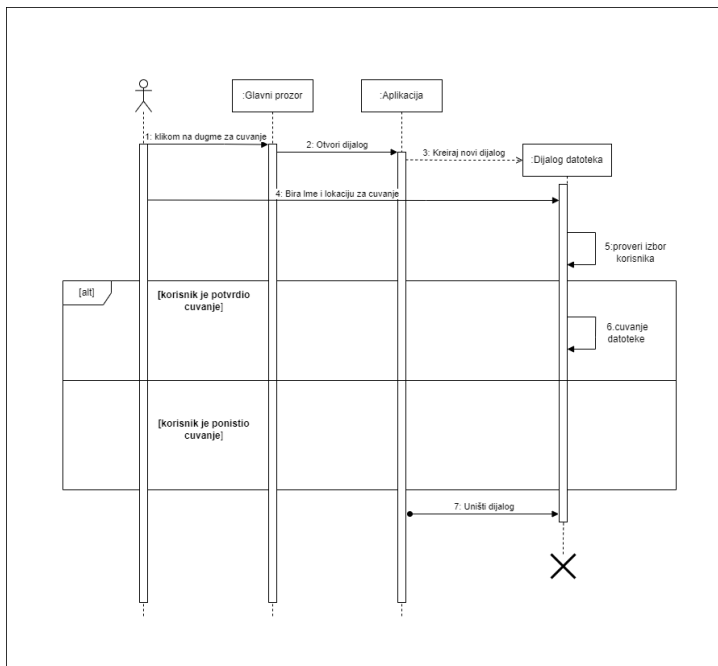 :Glavni prozor
:Aplikacija
1: klikom na dugme za cuvanje
2: Otvori dijalog
3: Kreiraj novi dijalog
:Dijalog datoteka
4: Bira Ime i lokaciju za cuvanje
5:proveri izbor
korisnika
[alt]
[korisnik je potvrdio
cuvanje]
6.cuvanje
datoteke
[korisnik je ponistio
cuvanje]
7: Uništi dijalog